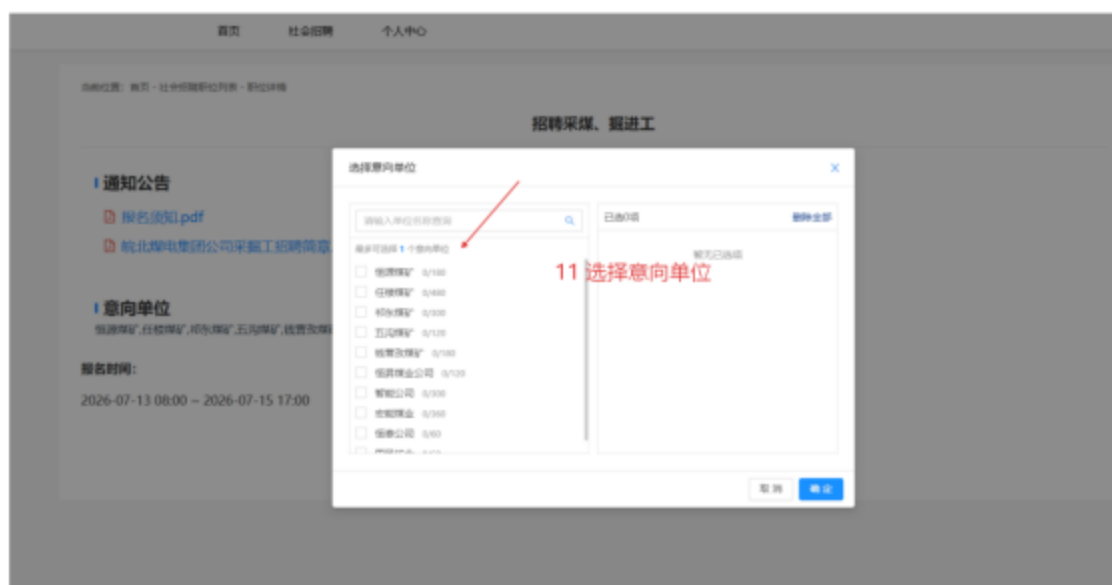 首页 社会招聘 个人中心
当前位置：首页 - 社会招聘职位列表 - 职位详情
招聘采煤、掘进工
选择意向单位
通知公告
报名须知.pdf
皖北煤电集团公司采掘工招聘简章
请输入单位名称查询
已选0项 删除全部
最多可选择 1 个意向单位
暂无已选项
11 选择意向单位
恒源煤矿 0/180
任楼煤矿 0/480
祁东煤矿 0/300
五沟煤矿 0/120
钱营孜煤矿 0/180
恒昇煤业公司 0/120
智能公司 0/300
宏能煤业 0/360
恒泰公司 0/60
意向单位
恒源煤矿,任楼煤矿,祁东煤矿,五沟煤矿,钱营孜煤
报名时间：
2026-07-13 08:00 ~ 2026-07-15 17:00
取 消 确 定